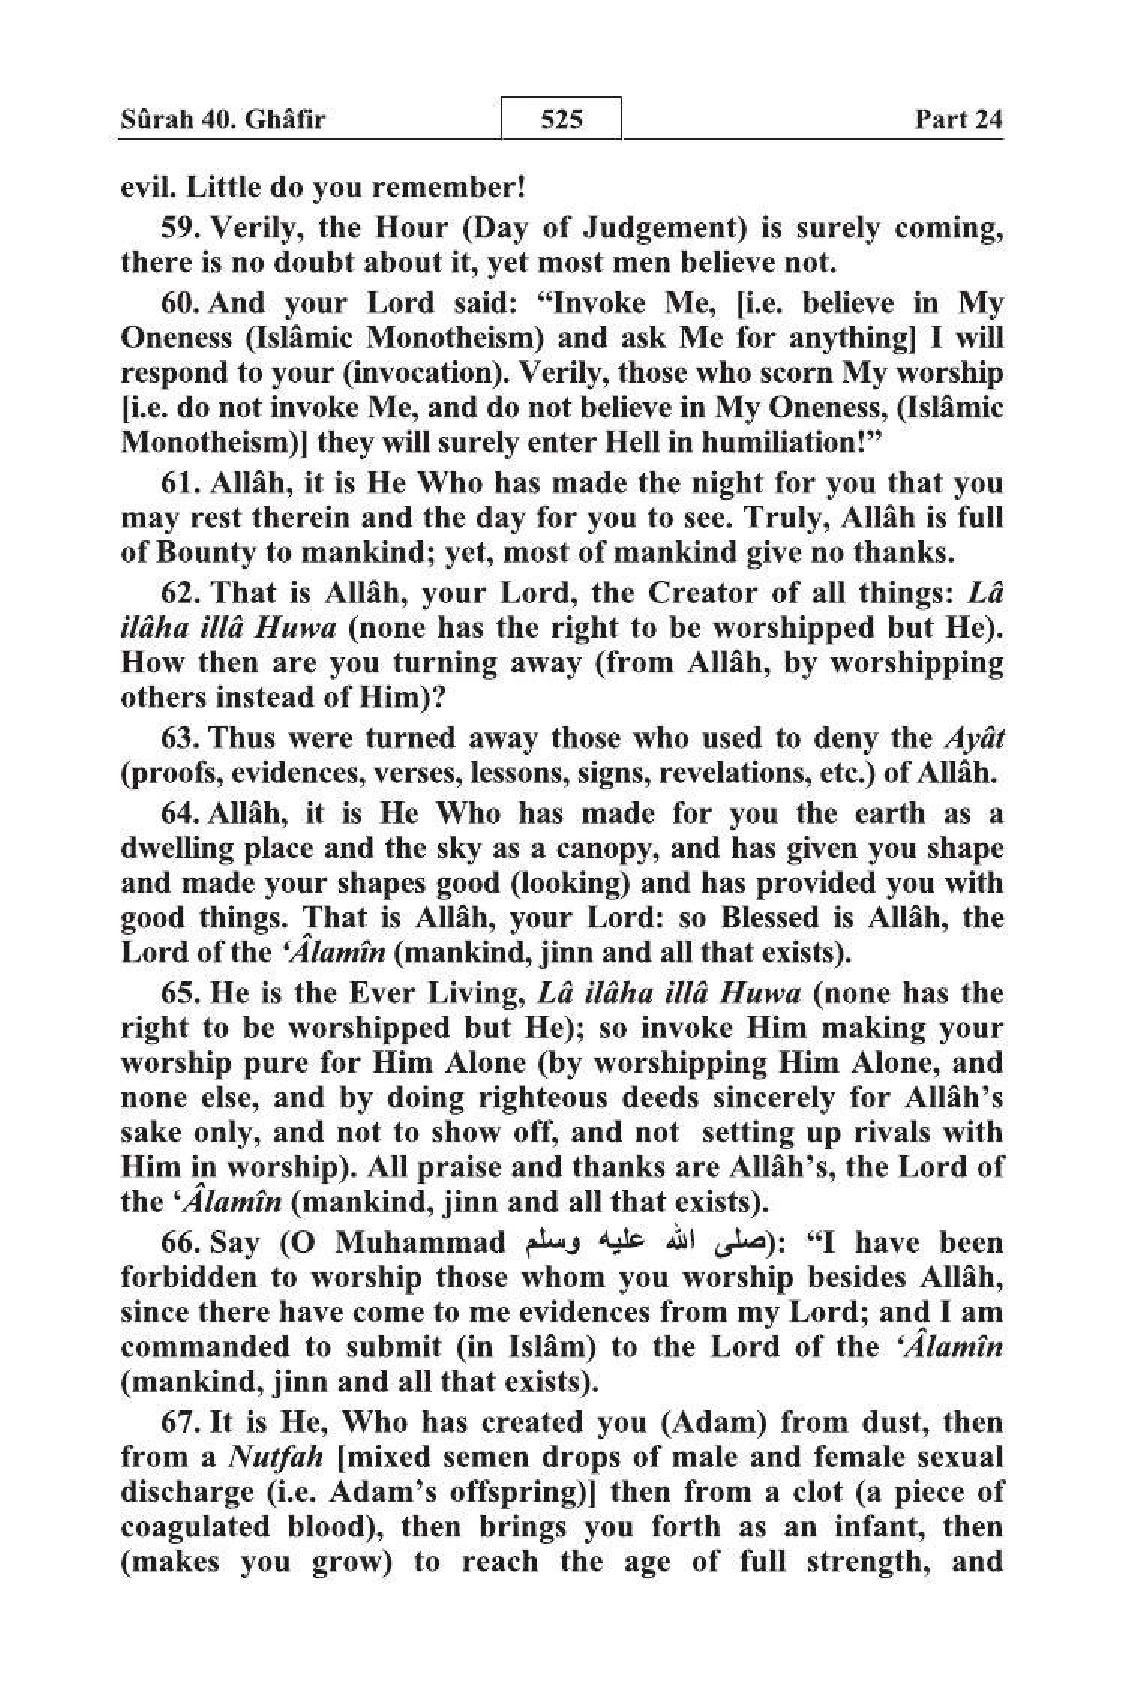 Sûrah 40. Ghâfir 525 Part 24
evil. Little do you remember!
59. Verily, the Hour (Day of Judgement) is surely coming,
there is no doubt about it, yet most men believe not.
60. And your Lord said: “Invoke Me, [i.e. believe in My
Oneness (Islâmic Monotheism) and ask Me for anything] I will
respond to your (invocation). Verily, those who scorn My worship
[i.e. do not invoke Me, and do not believe in My Oneness, (Islâmic
Monotheism)] they will surely enter Hell in humiliation!”
61. Allâh, it is He Who has made the night for you that you
may rest therein and the day for you to see. Truly, Allâh is full
of Bounty to mankind; yet, most of mankind give no thanks.
62. That is Allâh, your Lord, the Creator of all things: Lâ
ilâha illâ Huwa (none has the right to be worshipped but He).
How then are you turning away (from Allâh, by worshipping
others instead of Him)?
63. Thus were turned away those who used to deny the Ayât
(proofs, evidences, verses, lessons, signs, revelations, etc.) of Allâh.
64. Allâh, it is He Who has made for you the earth as a
dwelling place and the sky as a canopy, and has given you shape
and made your shapes good (looking) and has provided you with
good things. That is Allâh, your Lord: so Blessed is Allâh, the
Lord of the ‘Âlamîn (mankind, jinn and all that exists).
65. He is the Ever Living, Lâ ilâha illâ Huwa (none has the
right to be worshipped but He); so invoke Him making your
worship pure for Him Alone (by worshipping Him Alone, and
none else, and by doing righteous deeds sincerely for Allâh’s
sake only, and not to show off, and not setting up rivals with
Him in worship). All praise and thanks are Allâh’s, the Lord of
the ‘Âlamîn (mankind, jinn and all that exists).
66. Say (O Muhammad صلى الله عليه وسلم): “I have been
forbidden to worship those whom you worship besides Allâh,
since there have come to me evidences from my Lord; and I am
commanded to submit (in Islâm) to the Lord of the ‘Âlamîn
(mankind, jinn and all that exists).
67. It is He, Who has created you (Adam) from dust, then
from a Nutfah [mixed semen drops of male and female sexual
discharge (i.e. Adam’s offspring)] then from a clot (a piece of
coagulated blood), then brings you forth as an infant, then
(makes you grow) to reach the age of full strength, and